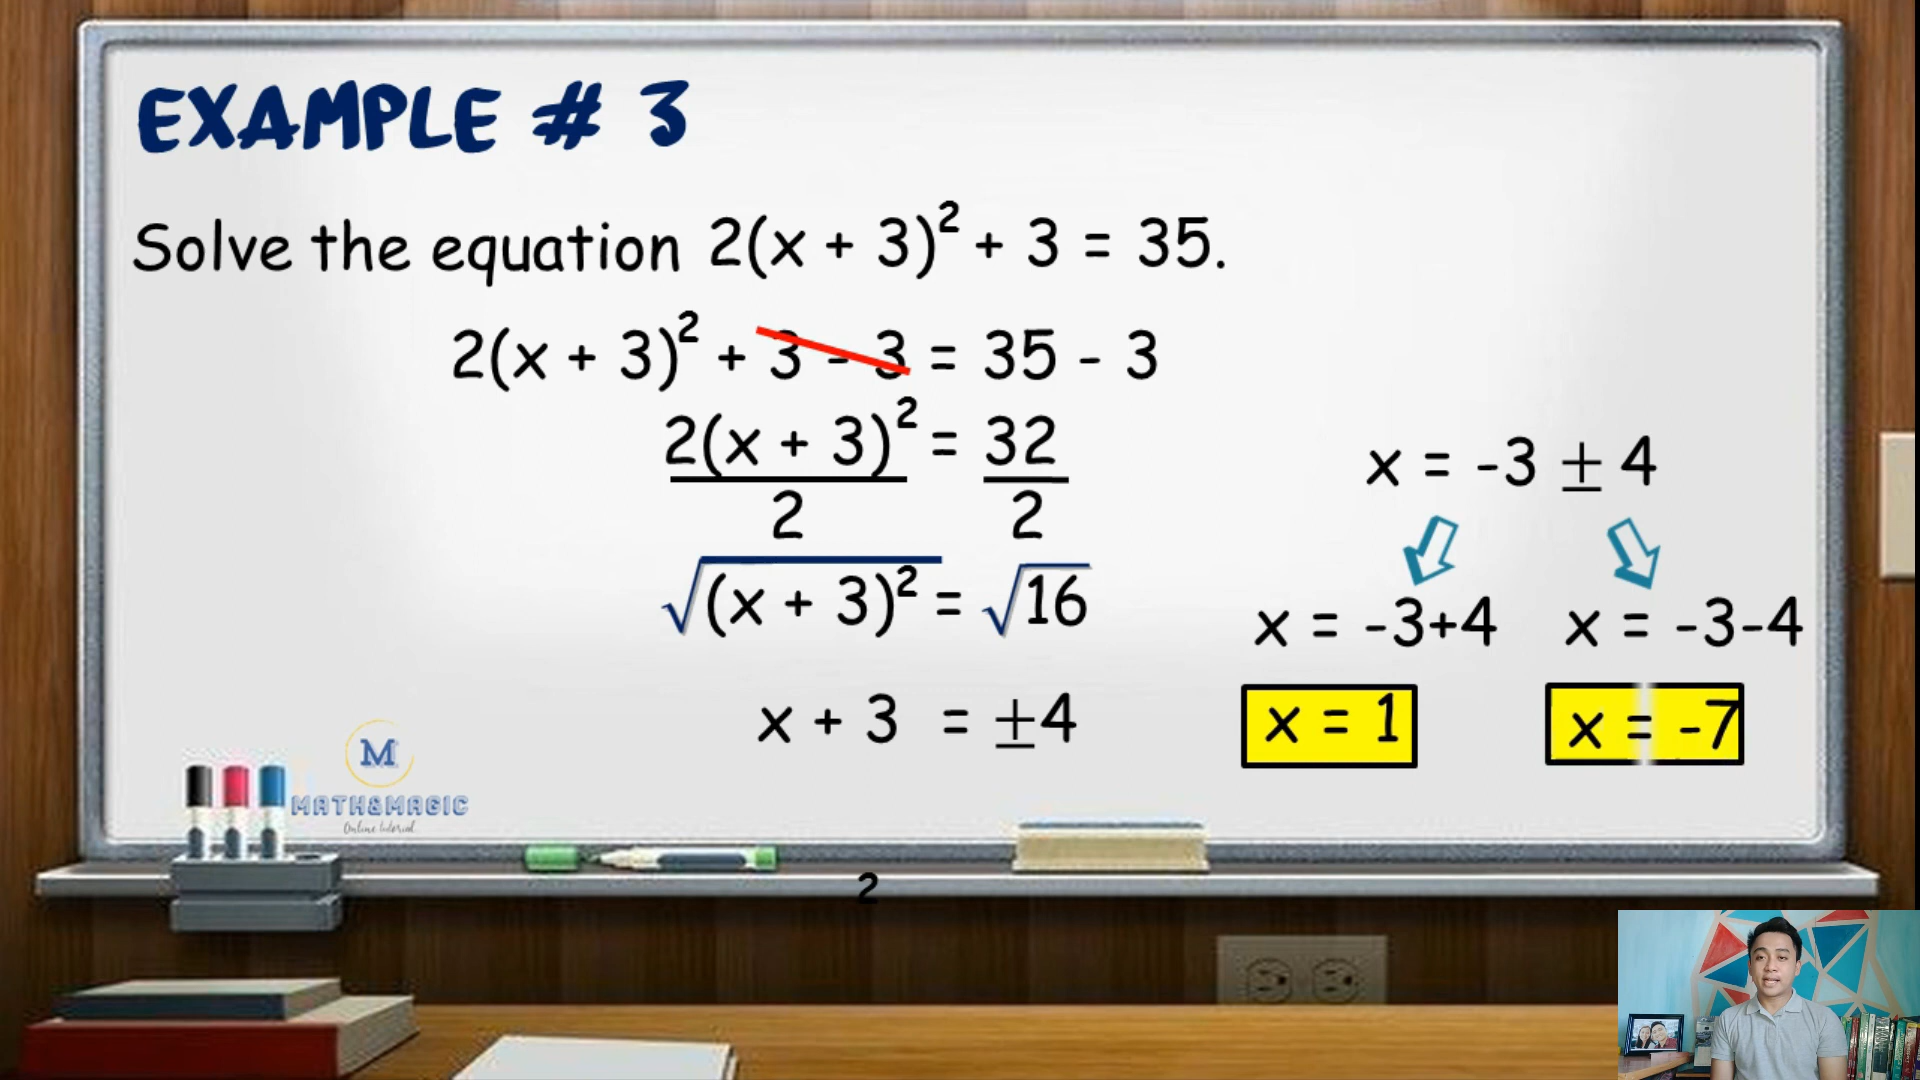 EXAMPLE # 3
Solve the equation 2(x + 3)² + 3 = 35.
2(x + 3)² + 3 - 3 = 35 - 3
2(x + 3)² = 32
2 2
√(x + 3)² = √16
x + 3 = ±4
x = -3 ± 4
x = -3+4 x = -3-4
x = 1 x = -7
M
MATH&MAGIC
Online tutorial
2